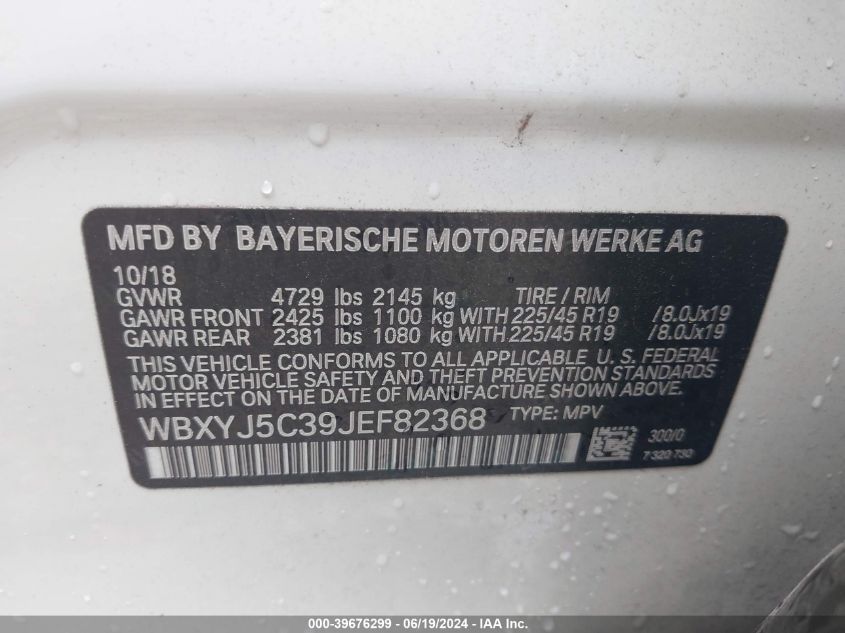 MFD BY BAYERISCHE MOTOREN WERKE AG
10/18
GVWR 4729 lbs 2145 kg TIRE / RIM
GAWR FRONT 2425 lbs 1100 kg WITH 225/45 R19 /8.0Jx19
GAWR REAR 2381 lbs 1080 kg WITH 225/45 R19 /8.0Jx19
THIS VEHICLE CONFORMS TO ALL APPLICABLE U. S. FEDERAL
MOTOR VEHICLE SAFETY AND THEFT PREVENTION STANDARDS
IN EFFECT ON THE DATE OF MANUFACTURE SHOWN ABOVE.
WBXYJ5C39JEF82368 TYPE: MPV
300/0
7 320 730
000-39676299 - 06/19/2024 - IAA Inc.